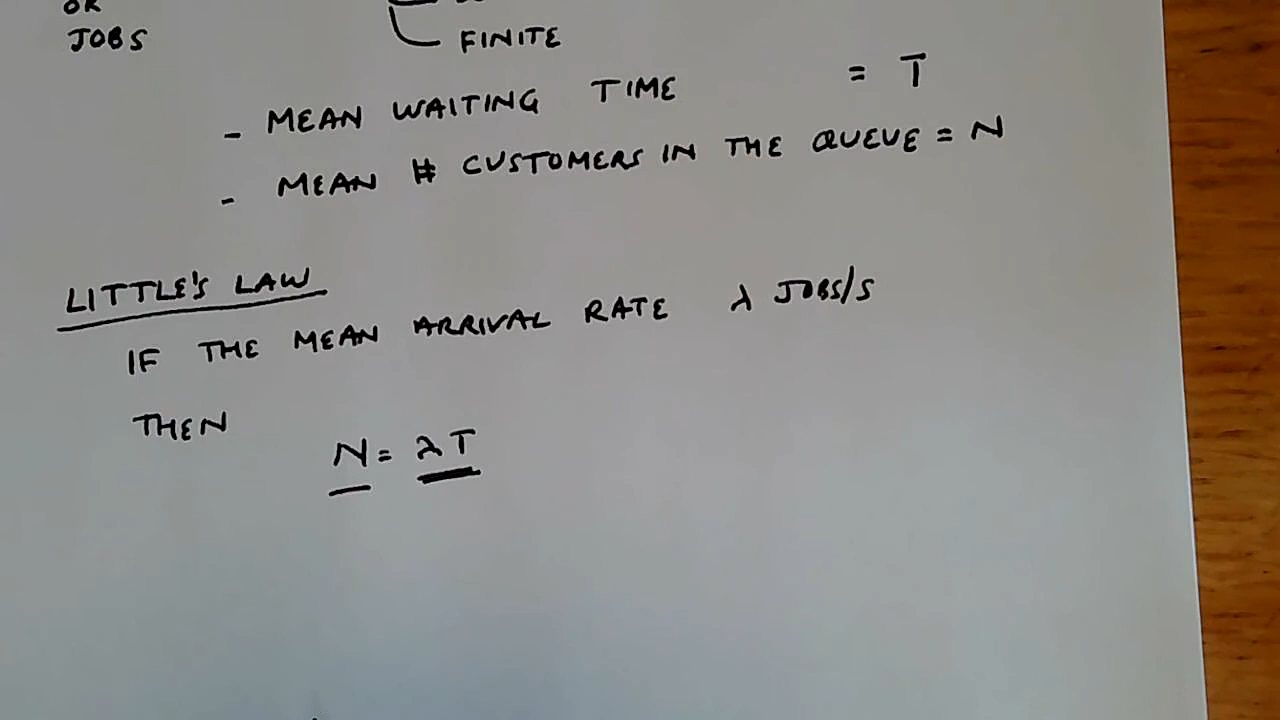 OR
JOBS
FINITE
- MEAN WAITING TIME = T
- MEAN # CUSTOMERS IN THE QUEUE = N
LITTLE'S LAW
IF THE MEAN ARRIVAL RATE λ JOBS/S
THEN
N = λT